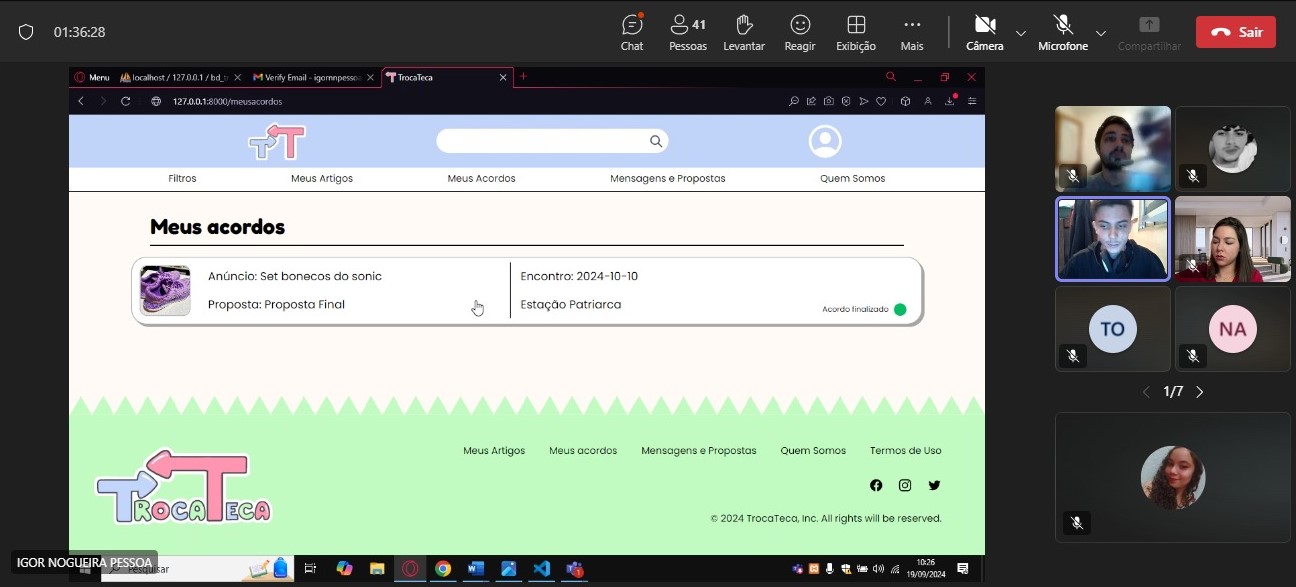 01:36:28
Chat
41
Pessoas
Levantar
Reagir
Exibição
Mais
Câmera
Microfone
Compartilhar
Sair
Menu
localhost / 127.0.0.1 / bd_t
Verify Email - igornnpesso
TrocaTeca
127.0.0.1:8000/meusacordos
TT
Filtros
Meus Artigos
Meus Acordos
Mensagens e Propostas
Quem Somos
Meus acordos
Anúncio: Set bonecos do sonic
Proposta: Proposta Final
Encontro: 2024-10-10
Estação Patriarca
Acordo finalizado
Meus Artigos
Meus acordos
Mensagens e Propostas
Quem Somos
Termos de Uso
TROCATECA
© 2024 TrocaTeca, Inc. All rights will be reserved.
IGOR NOGUEIRA PESSOA
Pesquisar
10:26
19/09/2024
TO
NA
1/7